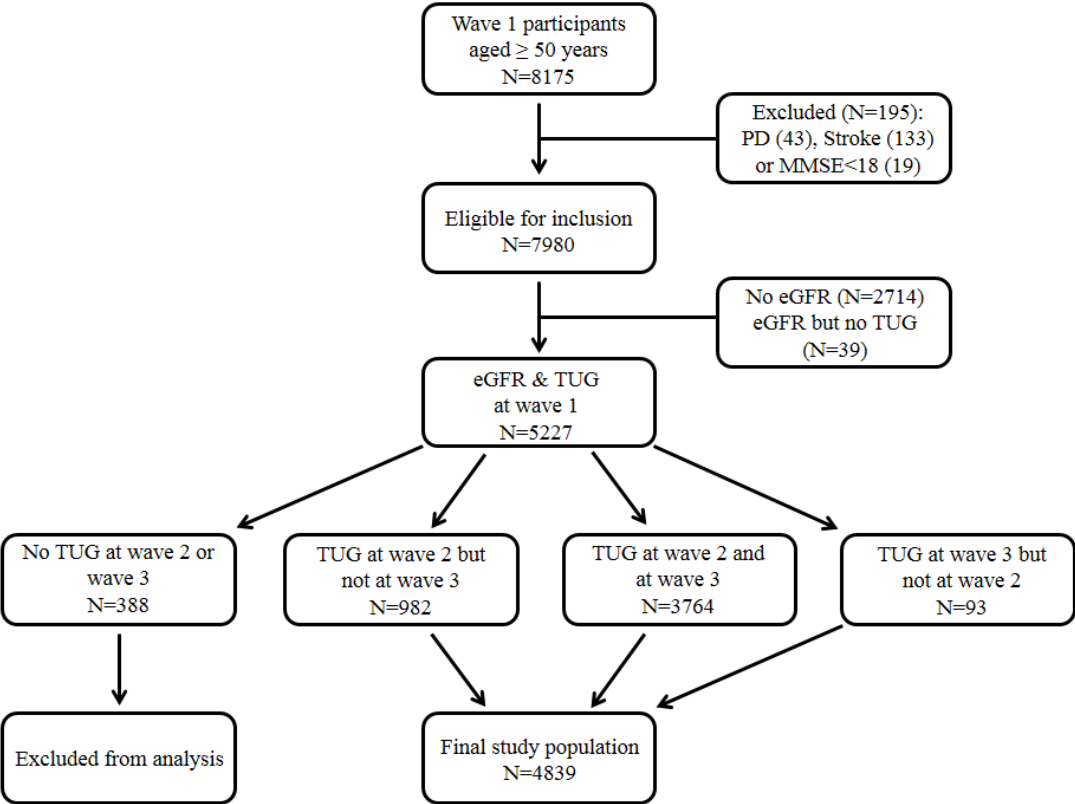 Wave 1 participants
aged ≥ 50 years
N=8175
Excluded (N=195):
PD (43), Stroke (133)
or MMSE<18 (19)
Eligible for inclusion
N=7980
No eGFR (N=2714)
eGFR but no TUG
(N=39)
eGFR & TUG
at wave 1
N=5227
No TUG at wave 2 or
wave 3
N=388
TUG at wave 2 but
not at wave 3
N=982
TUG at wave 2 and
at wave 3
N=3764
TUG at wave 3 but
not at wave 2
N=93
Excluded from analysis
Final study population
N=4839